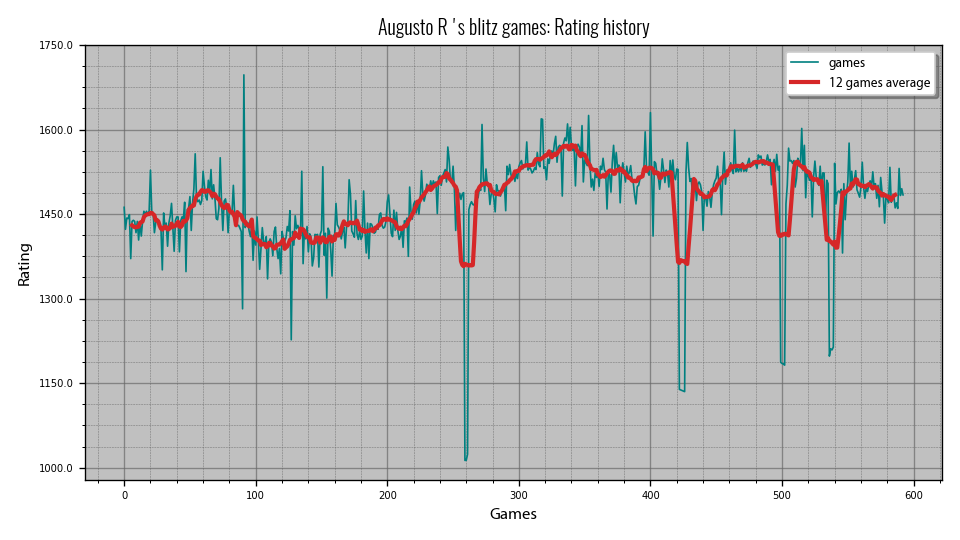 Augusto R 's blitz games: Rating history
1750.0
1600.0
1450.0
1300.0
1150.0
1000.0
Rating
games
12 games average
0 100 200 300 400 500 600
Games